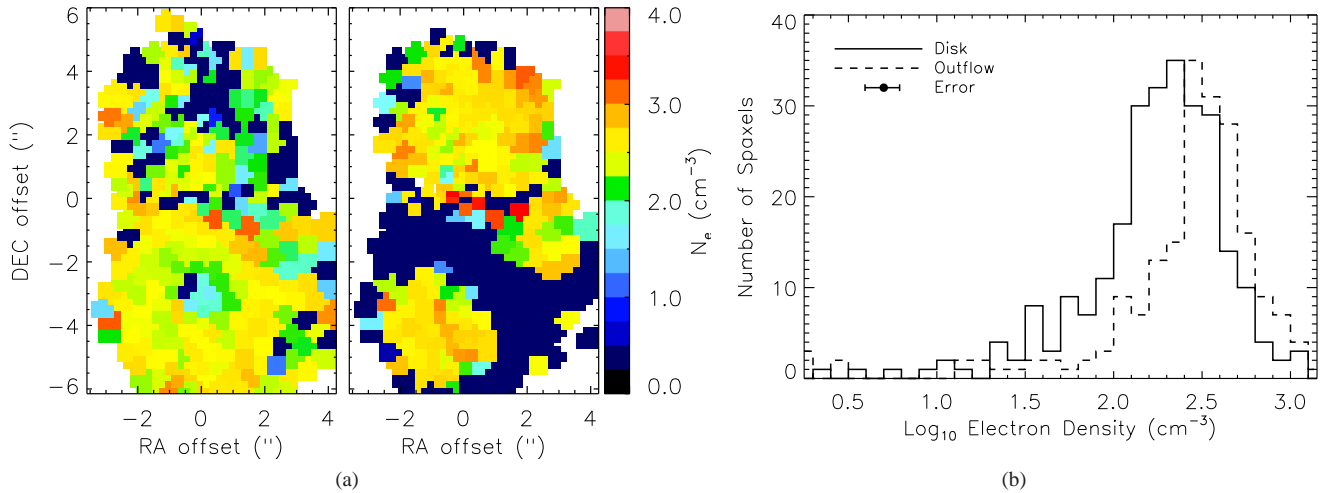 6
4
2
0
−2
−4
−6
DEC offset ('')
−2 0 2 4
RA offset ('')
−2 0 2 4
RA offset ('')
4.0
3.0
2.0
1.0
0.0
N_e (cm⁻³)
(a)
40
30
20
10
0
Number of Spaxels
Disk
Outflow
Error
0.5 1.0 1.5 2.0 2.5 3.0
Log₁₀ Electron Density (cm⁻³)
(b)